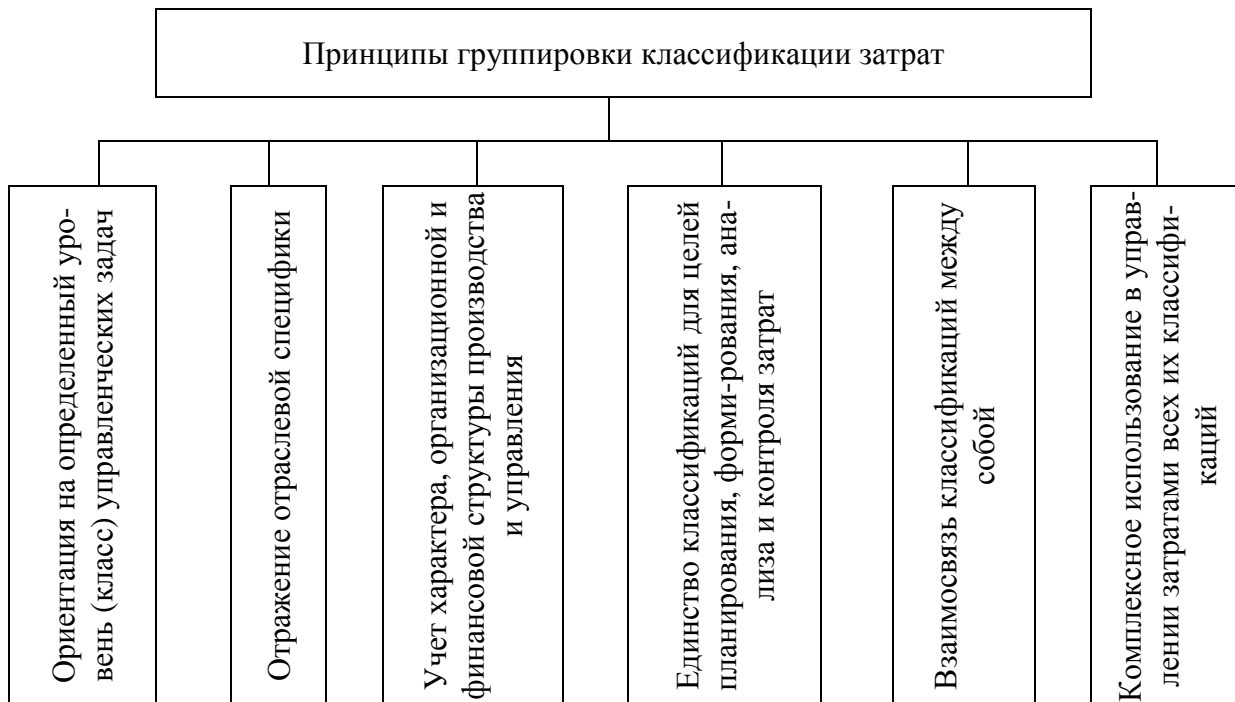 Принципы группировки классификации затрат
Ориентация на определенный уро-
вень (класс) управленческих задач
Отражение отраслевой специфики
Учет характера, организационной и
финансовой структуры производства
и управления
Единство классификаций для целей
планирования, форми-рования, ана-
лиза и контроля затрат
Взаимосвязь классификаций между
собой
Комплексное использование в управ-
лении затратами всех их классифи-
каций